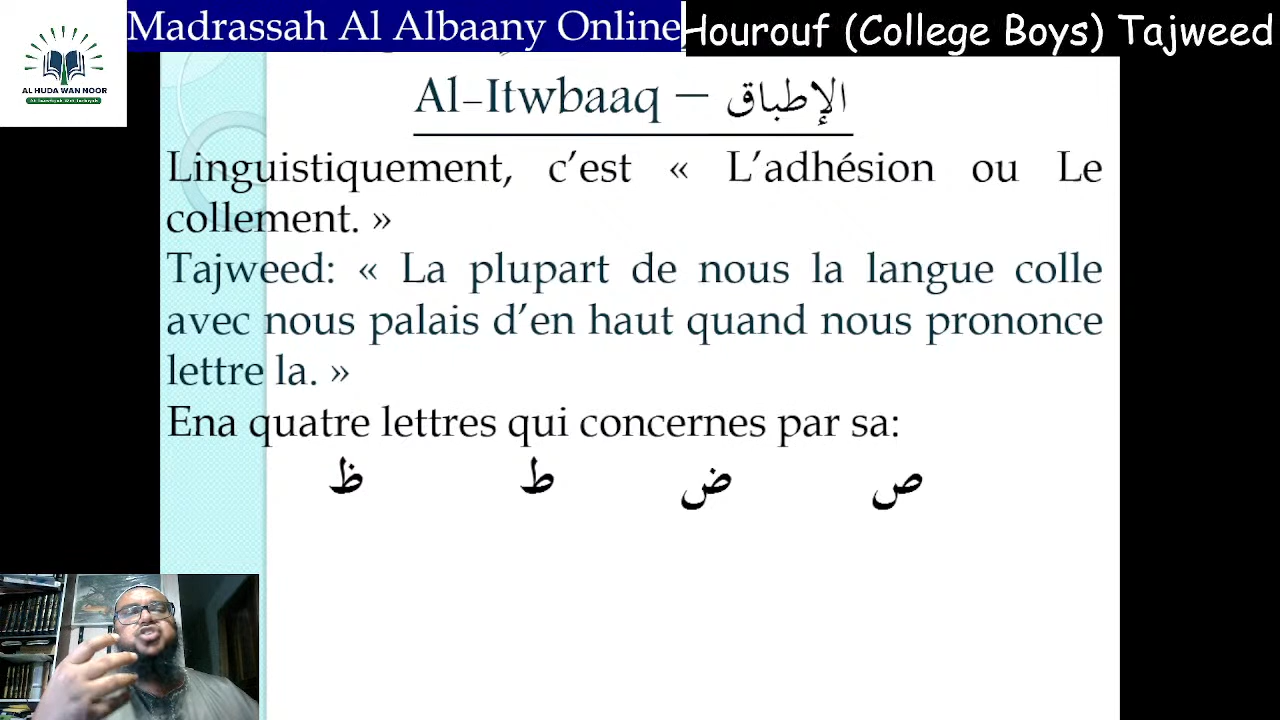 Madrassah Al Albaany Online,
Hourouf (College Boys) Tajweed
AL HUDA WAN NOOR
Al-Itwbaaq – الإطباق
Linguistiquement, c’est « L’adhésion ou Le
collement. »
Tajweed: « La plupart de nous la langue colle
avec nous palais d’en haut quand nous prononce
lettre la. »
Ena quatre lettres qui concernes par sa:
ص ض ط ظ